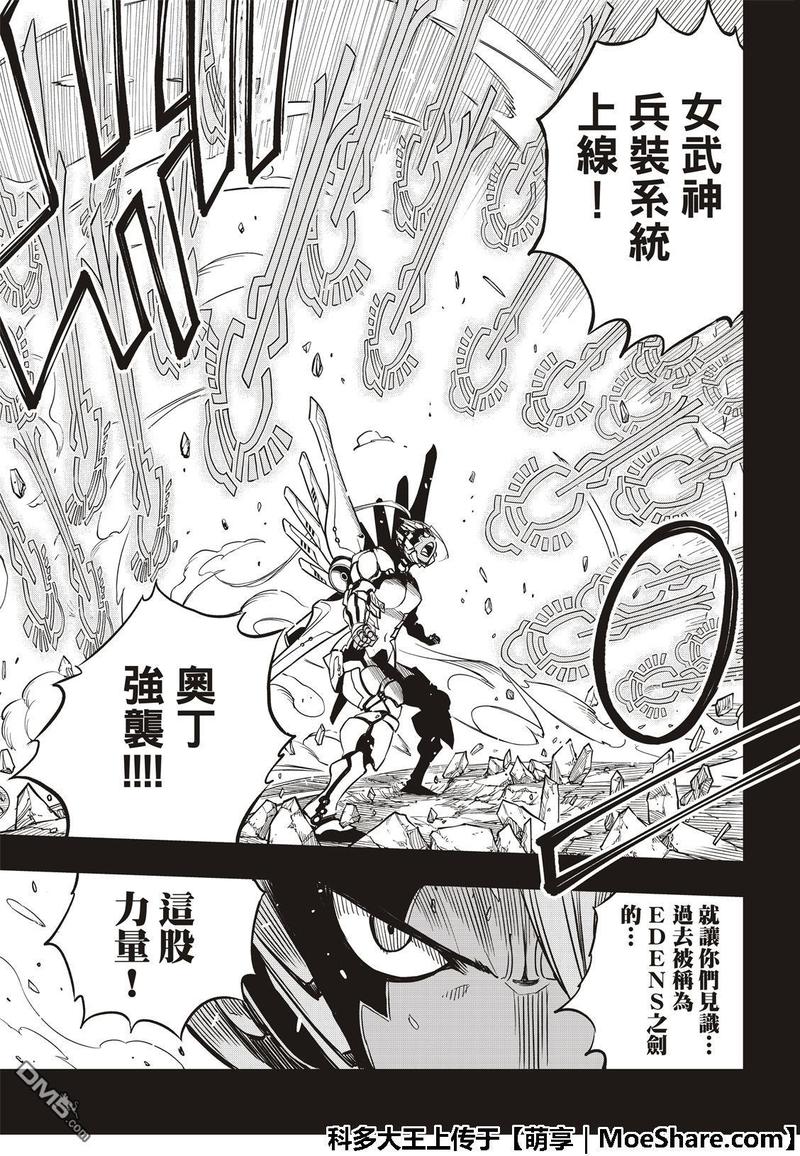 女武神
兵裝系統
上線！
奧丁
強襲!!!!
就讓你們見識…
過去被稱為
EDENS之劍
的…
這股
力量！
DM5.COM
科多大王上传于【萌享】|MoeShare.com